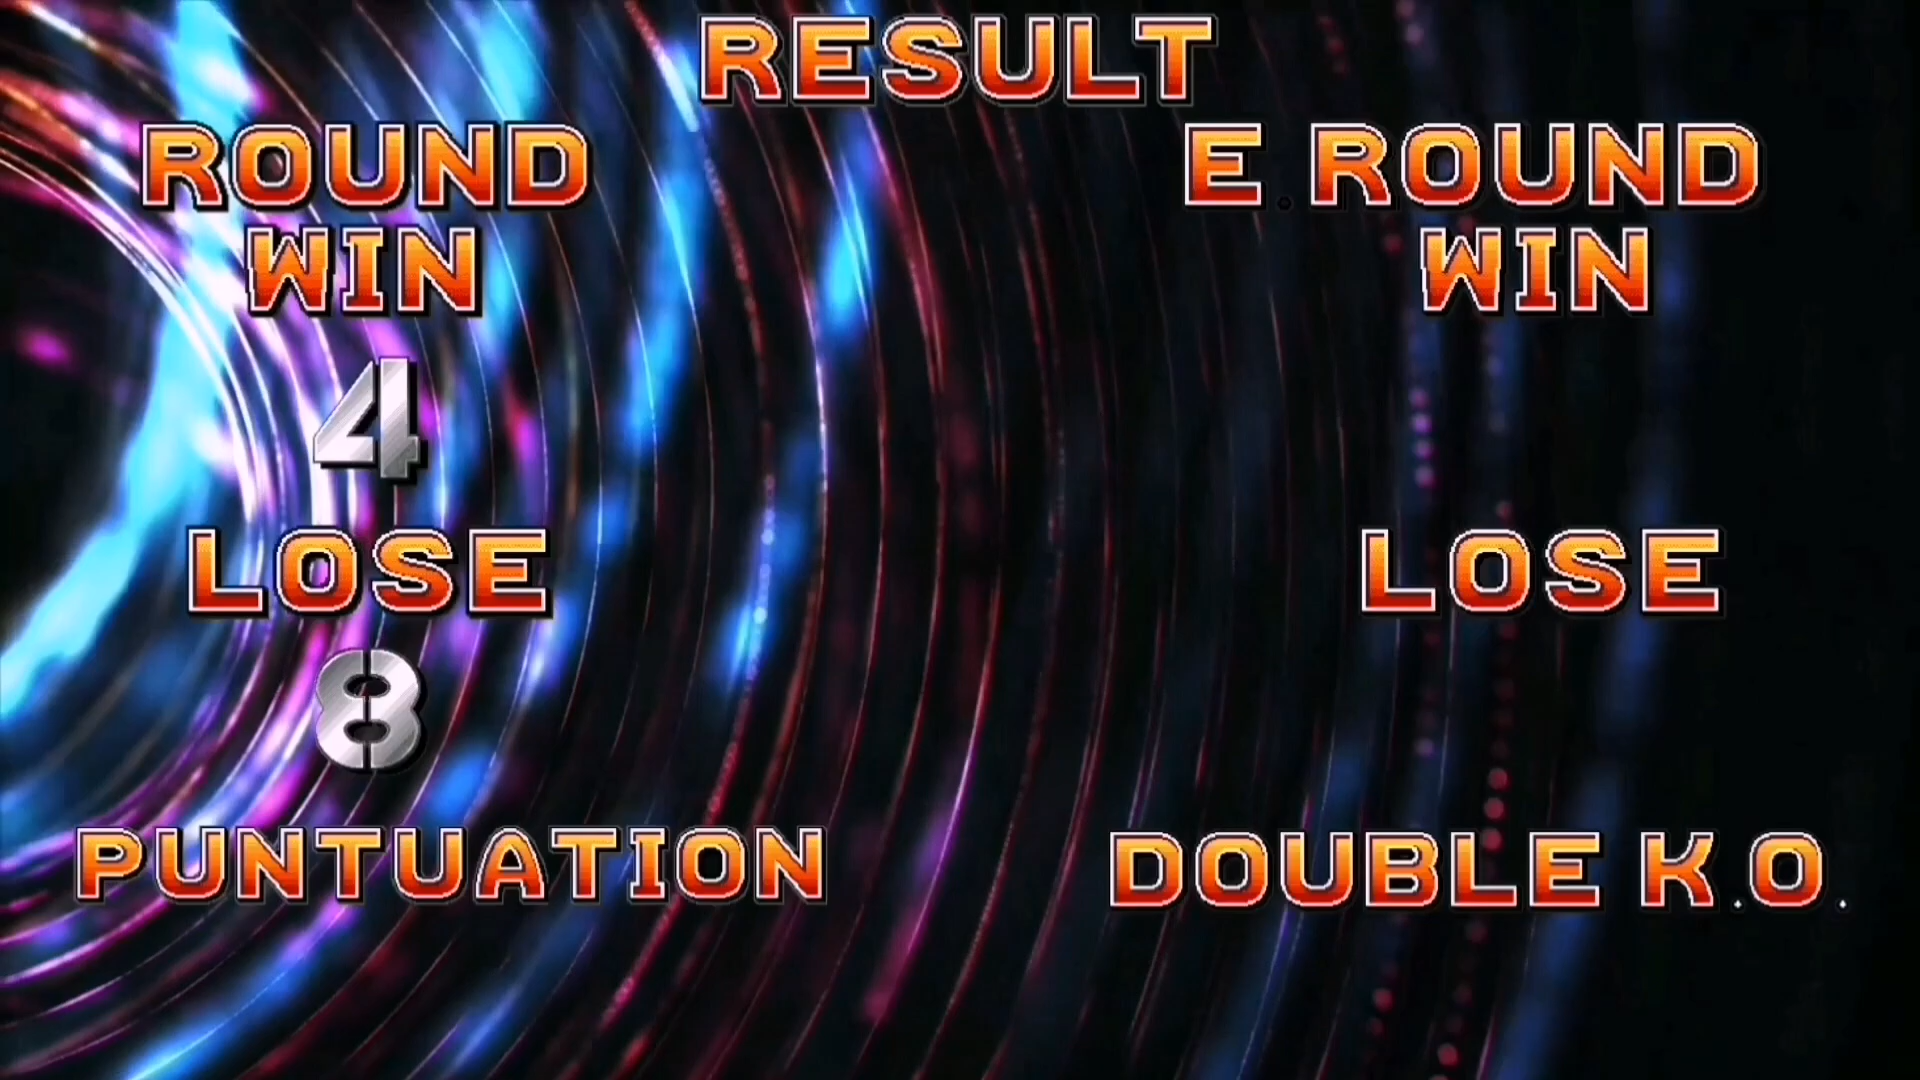 RESULT
ROUND
WIN
4
LOSE
8
PUNTUATION
E.ROUND
WIN
LOSE
DOUBLE K.O.